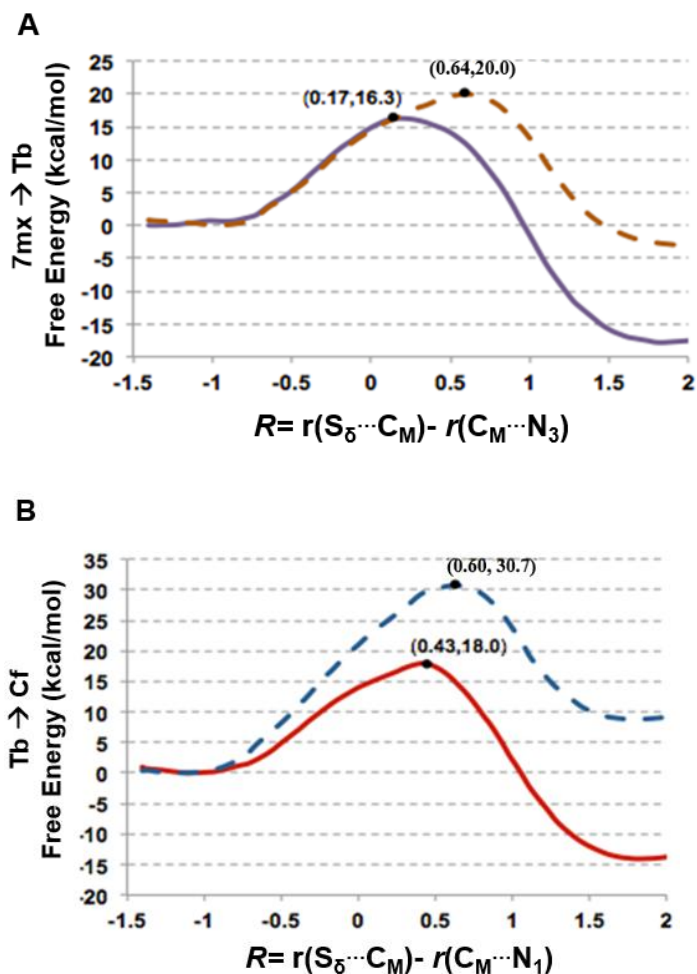 A
7mx → Tb
Free Energy (kcal/mol)
25
20
15
10
5
0
-5
-10
-15
-20
(0.17,16.3)
(0.64,20.0)
-1.5 -1 -0.5 0 0.5 1 1.5 2
R= r(Sδ···CM)- r(CM···N3)
B
Tb → Cf
Free Energy (kcal/mol)
35
30
25
20
15
10
5
0
-5
-10
-15
-20
(0.60, 30.7)
(0.43,18.0)
-1.5 -1 -0.5 0 0.5 1 1.5 2
R= r(Sδ···CM)- r(CM···N1)